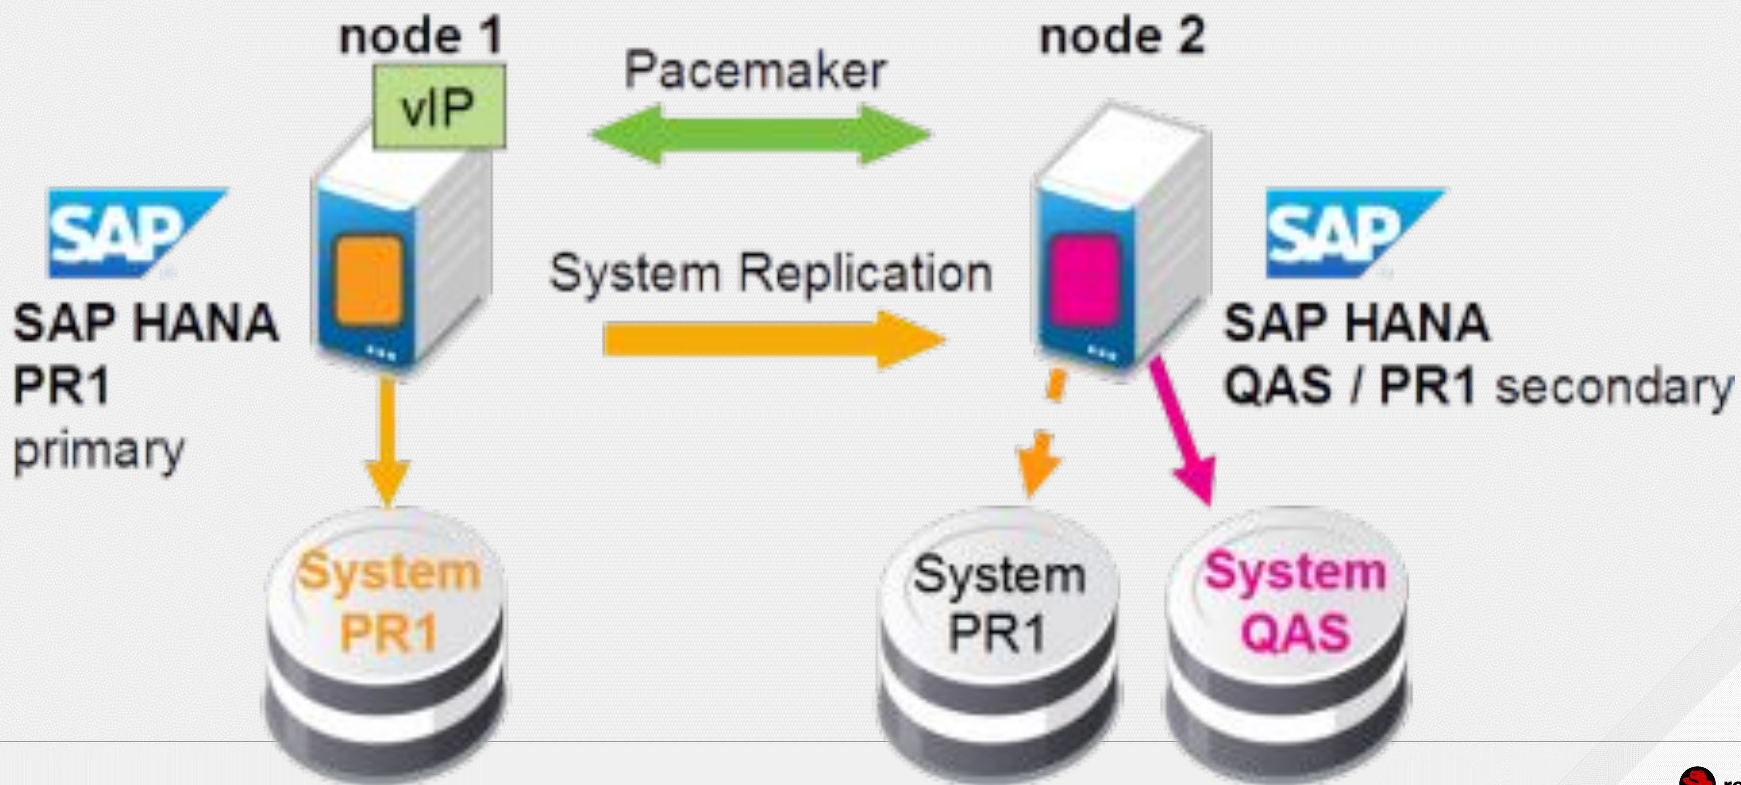 node 1
vIP
Pacemaker
node 2
SAP
SAP HANA
PR1
primary
System Replication
SAP
SAP HANA
QAS / PR1 secondary
System
PR1
System
PR1
System
QAS